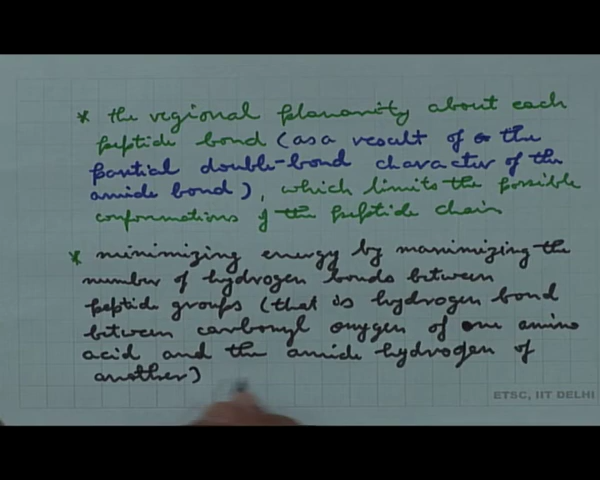 * the regional planarity about each
peptide bond (as a result of the
partial double-bond character of the
amide bond), which limits the possible
conformations of the peptide chain
* minimizing energy by maximizing the
number of hydrogen bonds between
peptide groups (that is hydrogen bond
between carbonyl oxygen of one amino
acid and the amide hydrogen of
another)
ETSC, IIT DELHI